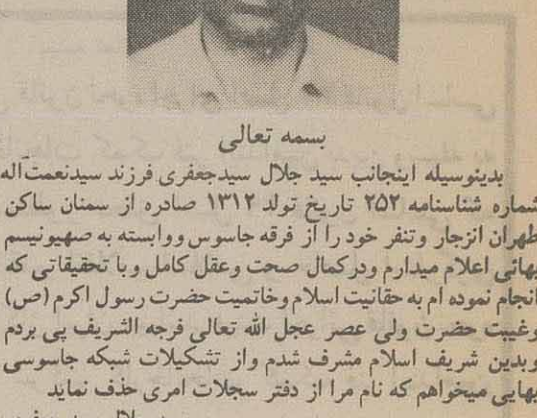 بسمه تعالی
بدینوسیله اینجانب سید جلال سیدجعفری فرزند سیدنعمت‌اله
شماره شناسنامه ۲۵۲ تاریخ تولد ۱۳۱۲ صادره از سمنان ساکن
طهران انزجار وتنفر خود را از فرقه جاسوس ووابسته به صهیونیسم
بهائی اعلام میدارم ودرکمال صحت وعقل کامل وبا تحقیقاتی که
انجام نموده ام به حقانیت اسلام وخاتمیت حضرت رسول اکرم (ص)
وغیبت حضرت ولی عصر عجل الله تعالی فرجه الشریف پی بردم
وبدین شریف اسلام مشرف شدم واز تشکیلات شبکه جاسوسی
بهایی میخواهم که نام مرا از دفتر سجلات امری حذف نماید